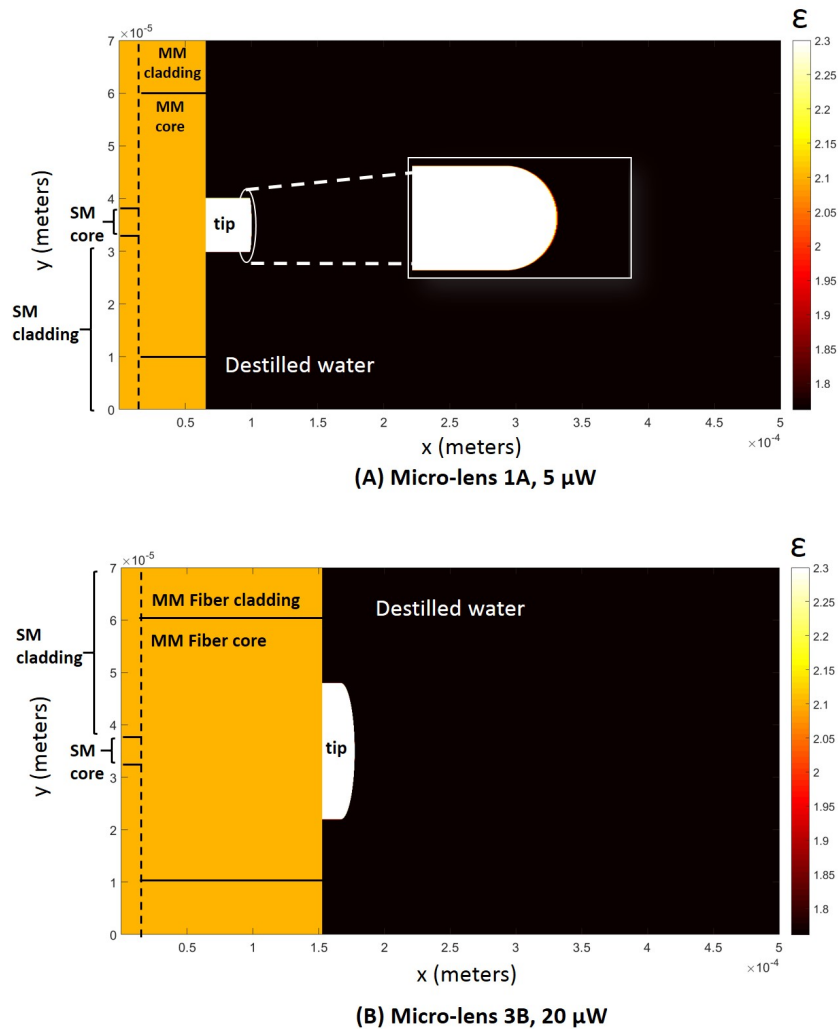 ε
×10⁻⁵
7
6
5
4
3
2
1
0
y (meters)
MM
cladding
MM
core
SM
core
SM
cladding
tip
Destilled water
0.5
1
1.5
2
2.5
3
3.5
4
4.5
5
×10⁻⁴
x (meters)
2.3
2.25
2.2
2.15
2.1
2.05
2
1.95
1.9
1.85
1.8
(A) Micro-lens 1A, 5 µW
ε
×10⁻⁵
7
6
5
4
3
2
1
0
y (meters)
SM
cladding
SM
core
MM Fiber cladding
MM Fiber core
tip
Destilled water
0.5
1
1.5
2
2.5
3
3.5
4
4.5
5
×10⁻⁴
x (meters)
2.3
2.25
2.2
2.15
2.1
2.05
2
1.95
1.9
1.85
1.8
(B) Micro-lens 3B, 20 µW